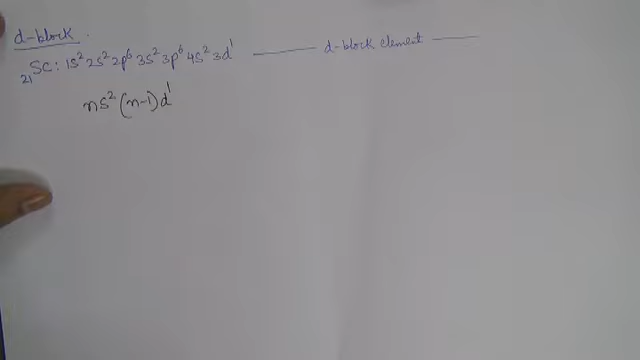 d-block .
₂₁Sc : 1s² 2s² 2p⁶ 3s² 3p⁶ 4s² 3d¹ ——— d-block element ———
ns² (n-1) d¹